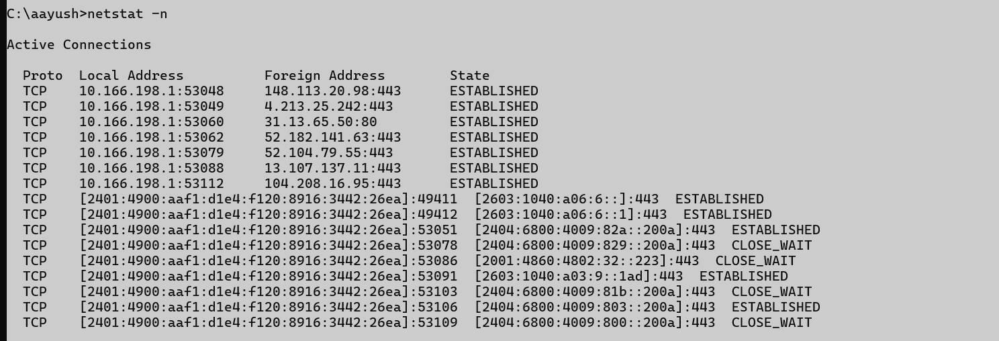 C:\aayush>netstat -n
Active Connections
Proto  Local Address          Foreign Address        State
TCP    10.166.198.1:53048     148.113.20.98:443      ESTABLISHED
TCP    10.166.198.1:53049     4.213.25.242:443       ESTABLISHED
TCP    10.166.198.1:53060     31.13.65.50:80         ESTABLISHED
TCP    10.166.198.1:53062     52.182.141.63:443      ESTABLISHED
TCP    10.166.198.1:53079     52.104.79.55:443       ESTABLISHED
TCP    10.166.198.1:53088     13.107.137.11:443      ESTABLISHED
TCP    10.166.198.1:53112     104.208.16.95:443      ESTABLISHED
TCP    [2401:4900:aaf1:d1e4:f120:8916:3442:26ea]:49411  [2603:1040:a06:6::]:443  ESTABLISHED
TCP    [2401:4900:aaf1:d1e4:f120:8916:3442:26ea]:49412  [2603:1040:a06:6::1]:443  ESTABLISHED
TCP    [2401:4900:aaf1:d1e4:f120:8916:3442:26ea]:53051  [2404:6800:4009:82a::200a]:443  ESTABLISHED
TCP    [2401:4900:aaf1:d1e4:f120:8916:3442:26ea]:53078  [2404:6800:4009:829::200a]:443  CLOSE_WAIT
TCP    [2401:4900:aaf1:d1e4:f120:8916:3442:26ea]:53086  [2001:4860:4802:32::223]:443  CLOSE_WAIT
TCP    [2401:4900:aaf1:d1e4:f120:8916:3442:26ea]:53091  [2603:1040:a03:9::1ad]:443  ESTABLISHED
TCP    [2401:4900:aaf1:d1e4:f120:8916:3442:26ea]:53103  [2404:6800:4009:81b::200a]:443  CLOSE_WAIT
TCP    [2401:4900:aaf1:d1e4:f120:8916:3442:26ea]:53106  [2404:6800:4009:803::200a]:443  ESTABLISHED
TCP    [2401:4900:aaf1:d1e4:f120:8916:3442:26ea]:53109  [2404:6800:4009:800::200a]:443  CLOSE_WAIT